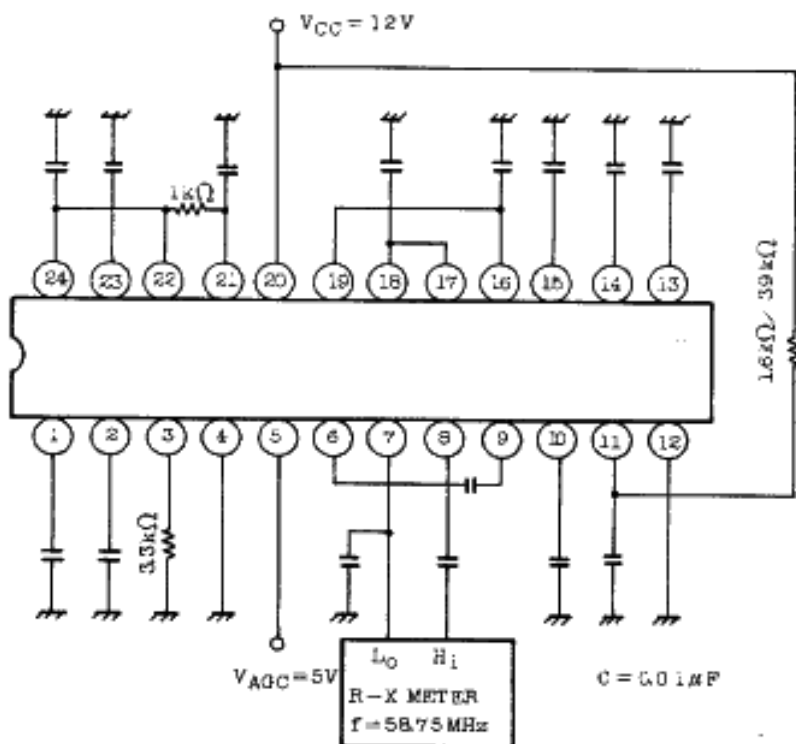 VCC=12V
1kΩ
24 23 22 21 20 19 18 17 16 15 14 13
1.6kΩ/39kΩ
1 2 3 4 5 6 7 8 9 10 11 12
3.3kΩ
VAGC=5V
Lo Hi
R-X METER
f=58.75MHz
C=0.01μF